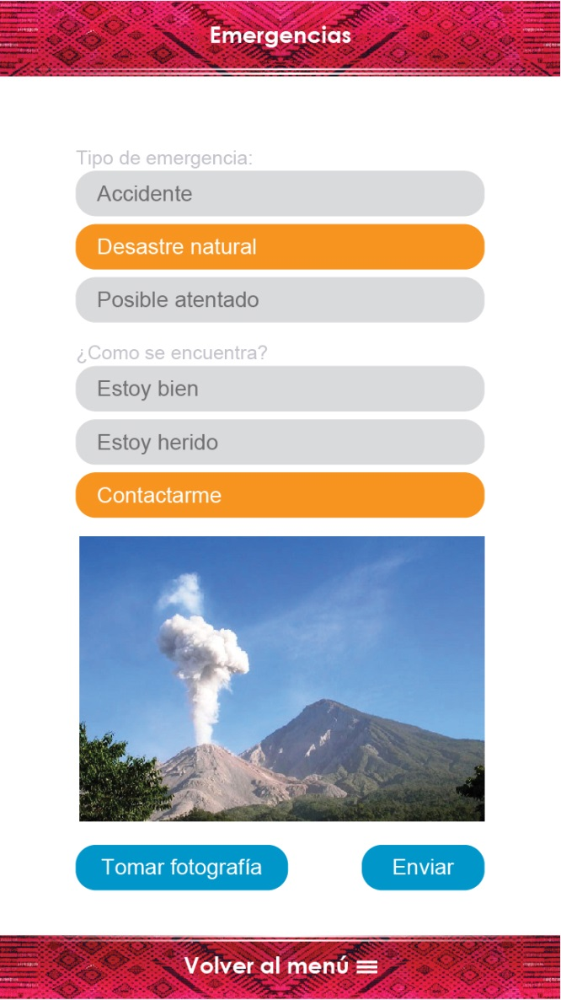 Emergencias
Tipo de emergencia:
Accidente
Desastre natural
Posible atentado
¿Como se encuentra?
Estoy bien
Estoy herido
Contactarme
Tomar fotografía
Enviar
Volver al menú